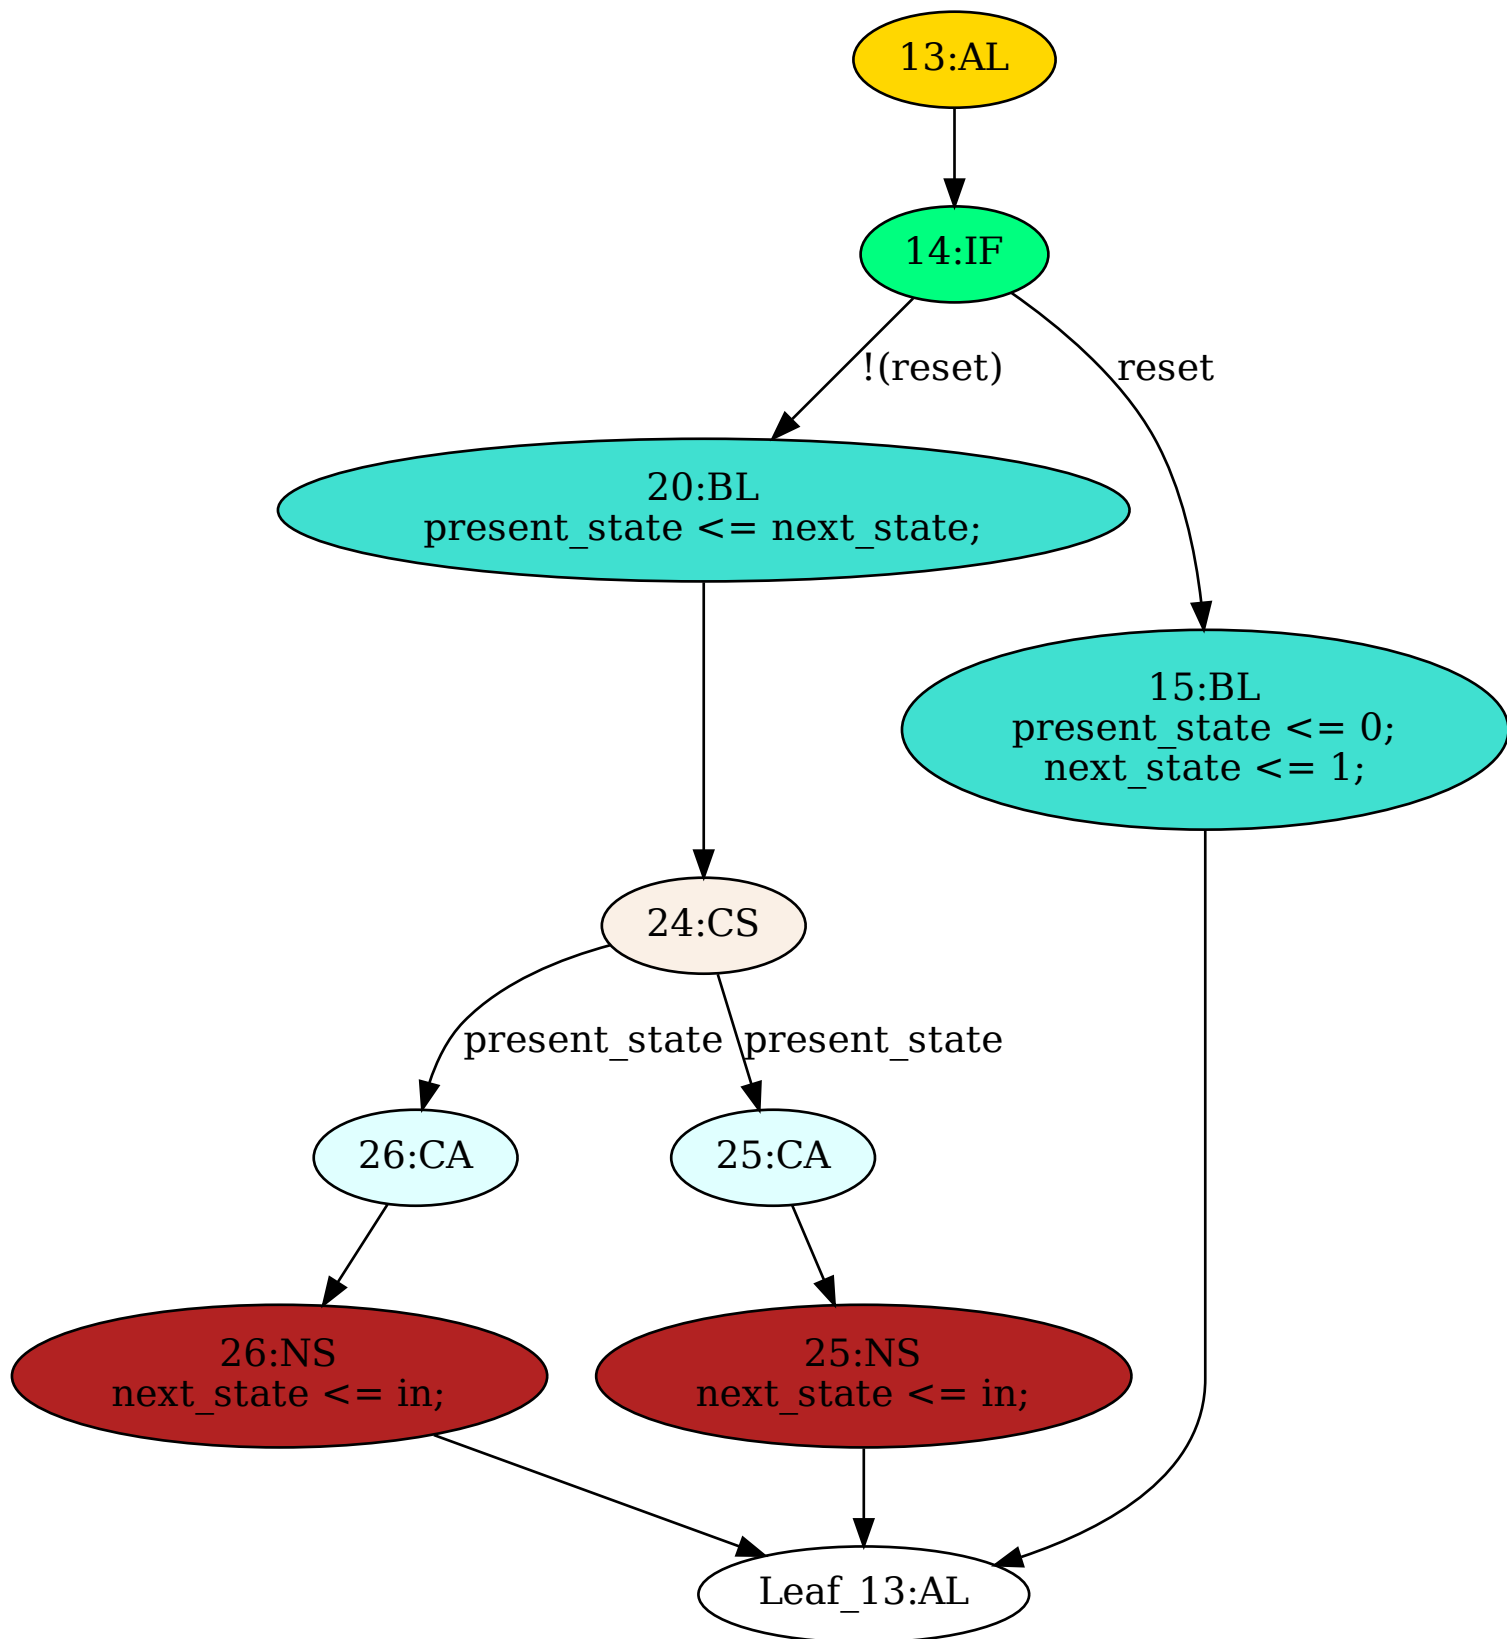 13:AL
14:IF
!(reset)
reset
20:BL
present_state <= next_state;
15:BL
present_state <= 0;
next_state <= 1;
24:CS
present_state
present_state
26:CA
25:CA
26:NS
next_state <= in;
25:NS
next_state <= in;
Leaf_13:AL